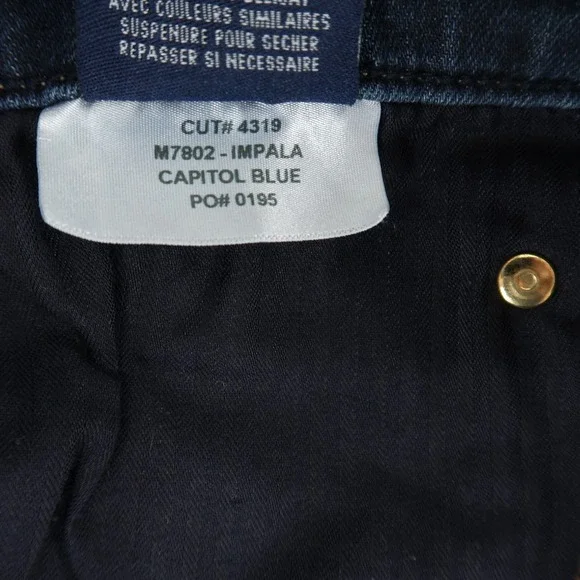 AVEC COULEURS SIMILAIRES
SUSPENDRE POUR SECHER
REPASSER SI NECESSAIRE
CUT# 4319
M7802 - IMPALA
CAPITOL BLUE
PO# 0195